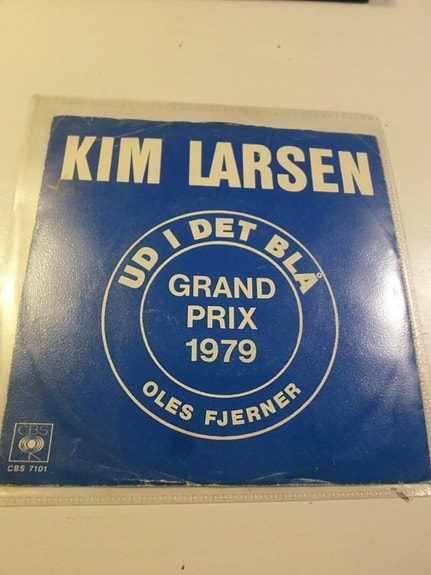 KIM LARSEN
UD I DET BLÅ
GRAND
PRIX
1979
OLES FJERNER
CBS
CBS 7101